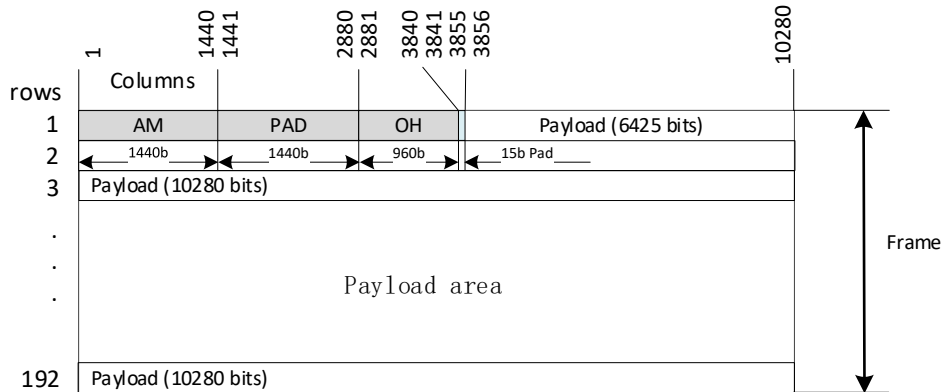 1
1440
1441
2880
2881
3840
3841
3855
3856
10280
Columns
rows
1 AM PAD OH Payload (6425 bits)
2 1440b 1440b 960b 15b Pad
3 Payload (10280 bits)
.
.
.
Payload area
Frame
192 Payload (10280 bits)